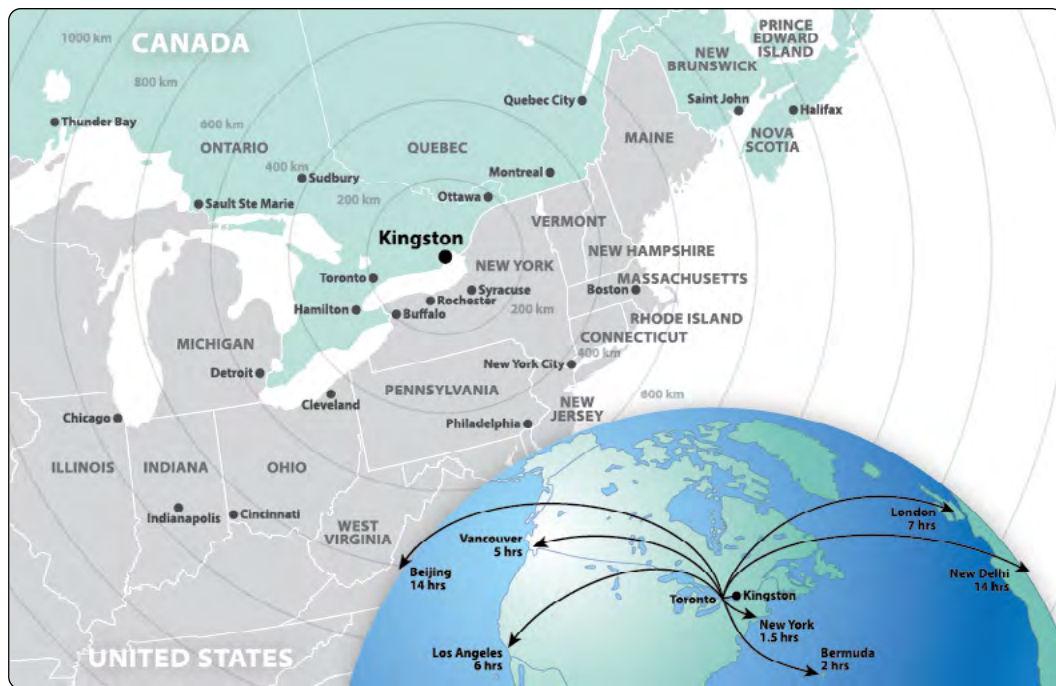 1000 km
CANADA
PRINCE
EDWARD
ISLAND
NEW
BRUNSWICK
800 km
Quebec City
Saint John
Halifax
Thunder Bay
600 km
MAINE
NOVA
SCOTIA
ONTARIO
QUEBEC
400 km
Sudbury
Montreal
200 km
Ottawa
Sault Ste Marie
VERMONT
Kingston
NEW HAMPSHIRE
NEW YORK
Toronto
MASSACHUSETTS
Syracuse
Boston
Rochester
Hamilton
Buffalo
200 km
RHODE ISLAND
CONNECTICUT
MICHIGAN
400 km
New York City
Detroit
PENNSYLVANIA
Cleveland
600 km
NEW
JERSEY
Chicago
Philadelphia
ILLINOIS
INDIANA
OHIO
Indianapolis
Cincinnati
WEST
VIRGINIA
London
7 hrs
Vancouver
5 hrs
Beijing
14 hrs
New Delhi
14 hrs
Toronto
Kingston
New York
1.5 hrs
UNITED STATES
Los Angeles
6 hrs
Bermuda
2 hrs